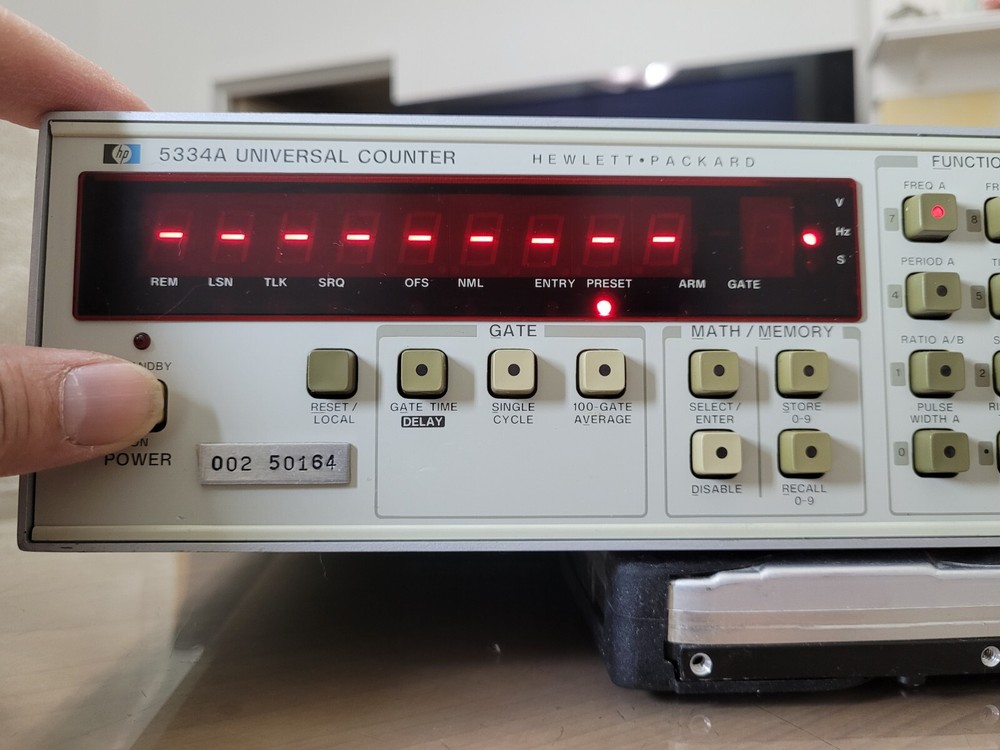 hp 5334A UNIVERSAL COUNTER
HEWLETT•PACKARD
---------
V
Hz
S
REM LSN TLK SRQ OFS NML ENTRY PRESET ARM GATE
GATE
MATH / MEMORY
RESET / LOCAL
GATE TIME
DELAY
SINGLE
CYCLE
100-GATE
AVERAGE
SELECT /
ENTER
STORE
0-9
DISABLE
RECALL
0-9
ON
POWER
002 50164
FREQ A
7
8
PERIOD A
4
5
RATIO A/B
1
2
PULSE
WIDTH A
0